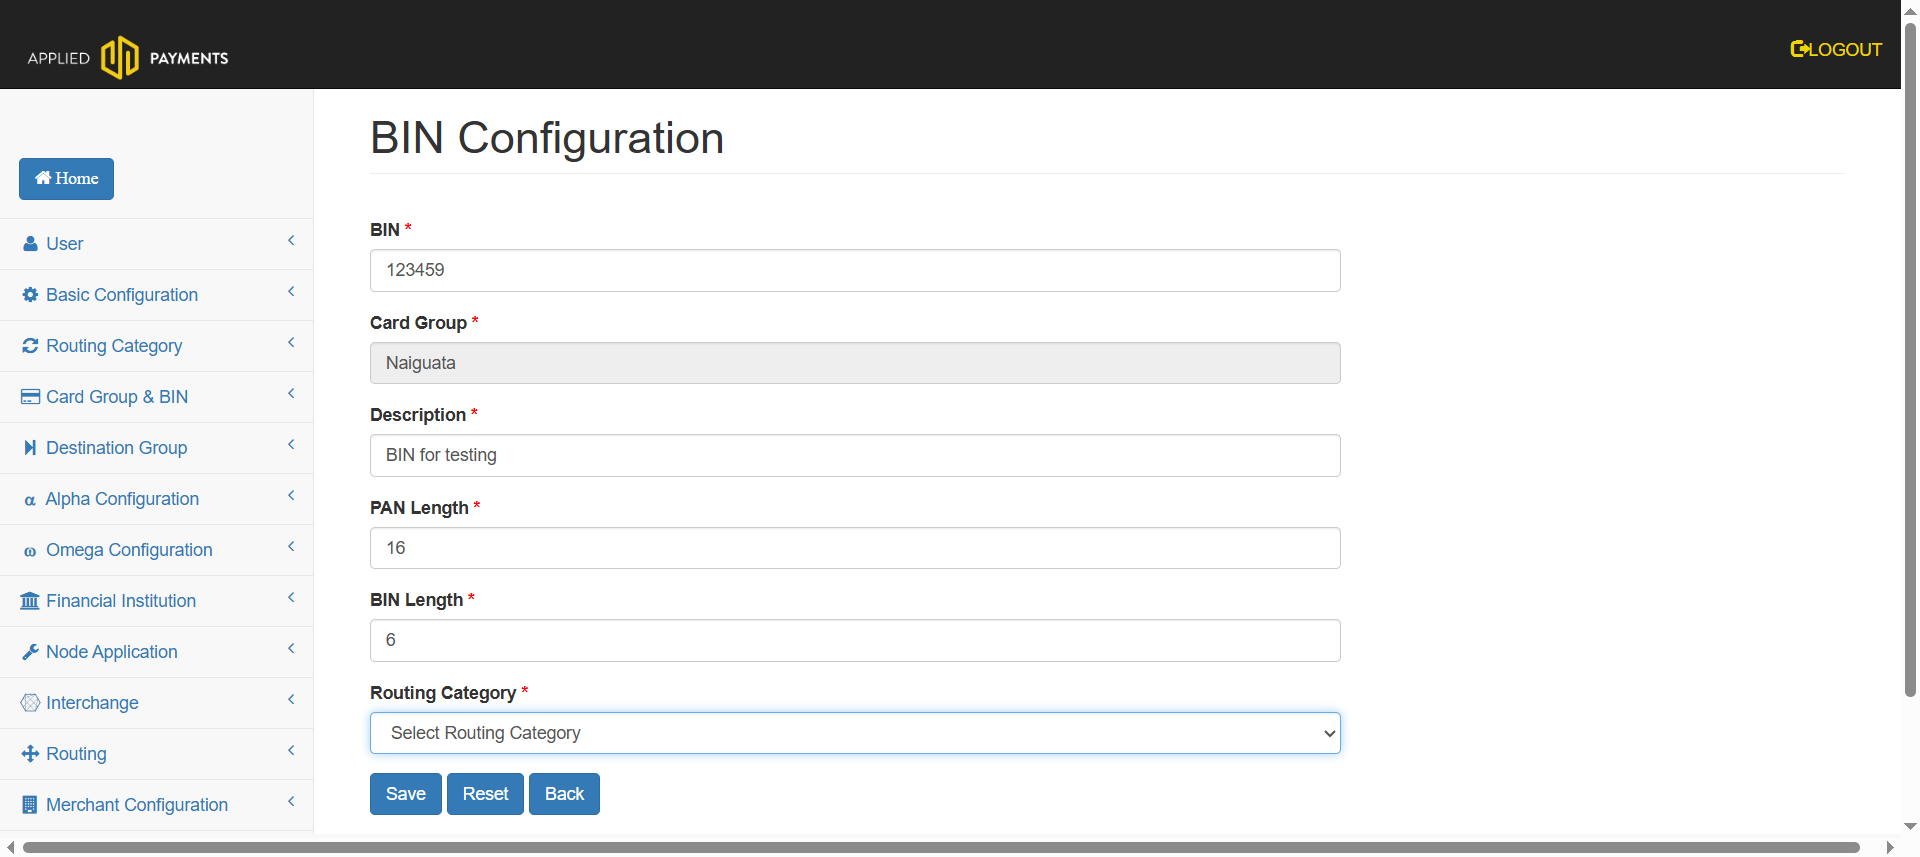 APPLIED PAYMENTS
LOGOUT
Home
User
Basic Configuration
Routing Category
Card Group & BIN
Destination Group
α Alpha Configuration
ω Omega Configuration
Financial Institution
Node Application
Interchange
Routing
Merchant Configuration
BIN Configuration
BIN *
123459
Card Group *
Naiguata
Description *
BIN for testing
PAN Length *
16
BIN Length *
6
Routing Category *
Select Routing Category
Save Reset Back